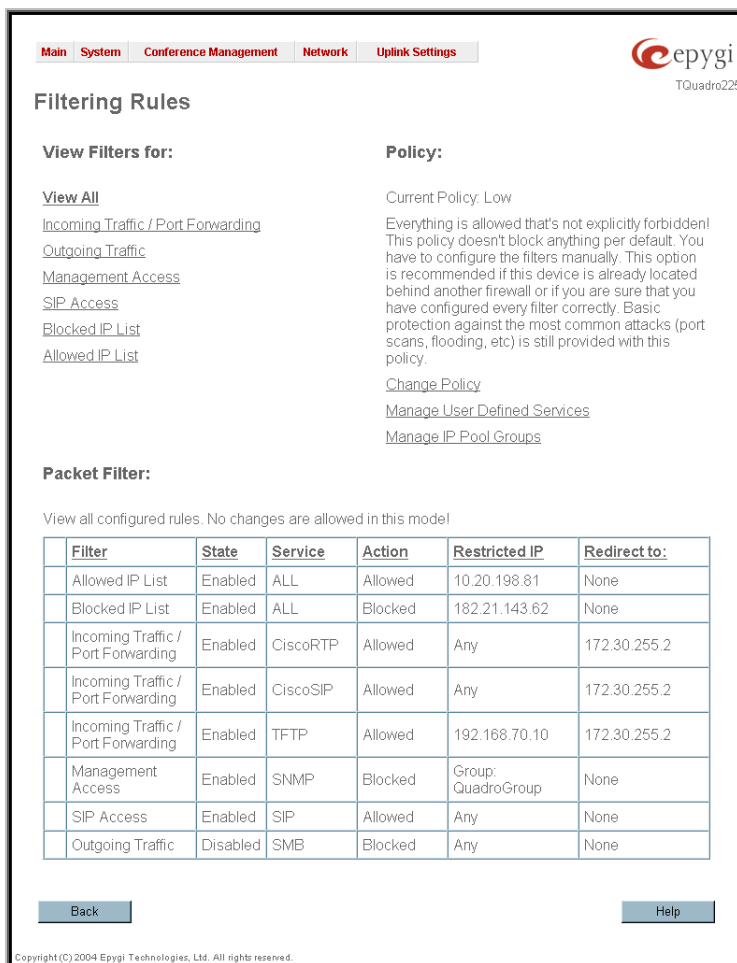 Main System Conference Management Network Uplink Settings
epygi
TQuadro225
Filtering Rules
View Filters for:
View All
Incoming Traffic / Port Forwarding
Outgoing Traffic
Management Access
SIP Access
Blocked IP List
Allowed IP List
Policy:
Current Policy: Low
Everything is allowed that's not explicitly forbidden!
This policy doesn't block anything per default. You
have to configure the filters manually. This option
is recommended if this device is already located
behind another firewall or if you are sure that you
have configured every filter correctly. Basic
protection against the most common attacks (port
scans, flooding, etc) is still provided with this
policy.
Change Policy
Manage User Defined Services
Manage IP Pool Groups
Packet Filter:
View all configured rules. No changes are allowed in this mode!
Filter State Service Action Restricted IP Redirect to:
Allowed IP List Enabled ALL Allowed 10.20.198.81 None
Blocked IP List Enabled ALL Blocked 182.21.143.62 None
Incoming Traffic /
Port Forwarding Enabled CiscoRTP Allowed Any 172.30.255.2
Incoming Traffic /
Port Forwarding Enabled CiscoSIP Allowed Any 172.30.255.2
Incoming Traffic /
Port Forwarding Enabled TFTP Allowed 192.168.70.10 172.30.255.2
Management
Access Enabled SNMP Blocked Group:
QuadroGroup None
SIP Access Enabled SIP Allowed Any None
Outgoing Traffic Disabled SMB Blocked Any None
Back Help
Copyright (C) 2004 Epygi Technologies, Ltd. All rights reserved.